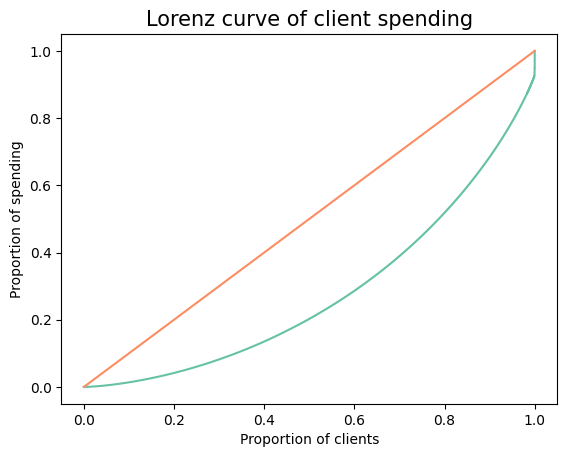 Lorenz curve of client spending
Proportion of spending
1.0
0.8
0.6
0.4
0.2
0.0
0.0 0.2 0.4 0.6 0.8 1.0
Proportion of clients